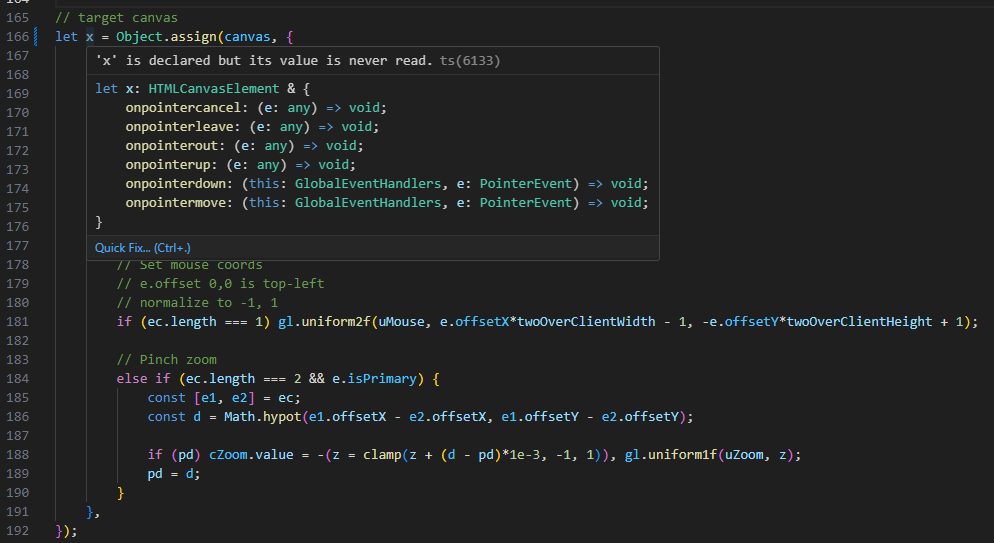 164
165 // target canvas
166 let x = Object.assign(canvas, {
167 'x' is declared but its value is never read. ts(6133)
168
169 let x: HTMLCanvasElement & {
170 onpointercancel: (e: any) => void;
171 onpointerleave: (e: any) => void;
172 onpointerout: (e: any) => void;
173 onpointerup: (e: any) => void;
174 onpointerdown: (this: GlobalEventHandlers, e: PointerEvent) => void;
175 onpointermove: (this: GlobalEventHandlers, e: PointerEvent) => void;
176 }
177 Quick Fix... (Ctrl+.)
178 // Set mouse coords
179 // e.offset 0,0 is top-left
180 // normalize to -1, 1
181 if (ec.length === 1) gl.uniform2f(uMouse, e.offsetX*twoOverClientWidth - 1, -e.offsetY*twoOverClientHeight + 1);
182
183 // Pinch zoom
184 else if (ec.length === 2 && e.isPrimary) {
185 const [e1, e2] = ec;
186 const d = Math.hypot(e1.offsetX - e2.offsetX, e1.offsetY - e2.offsetY);
187
188 if (pd) cZoom.value = -(z = clamp(z + (d - pd)*1e-3, -1, 1)), gl.uniform1f(uZoom, z);
189 pd = d;
190 }
191 },
192 });